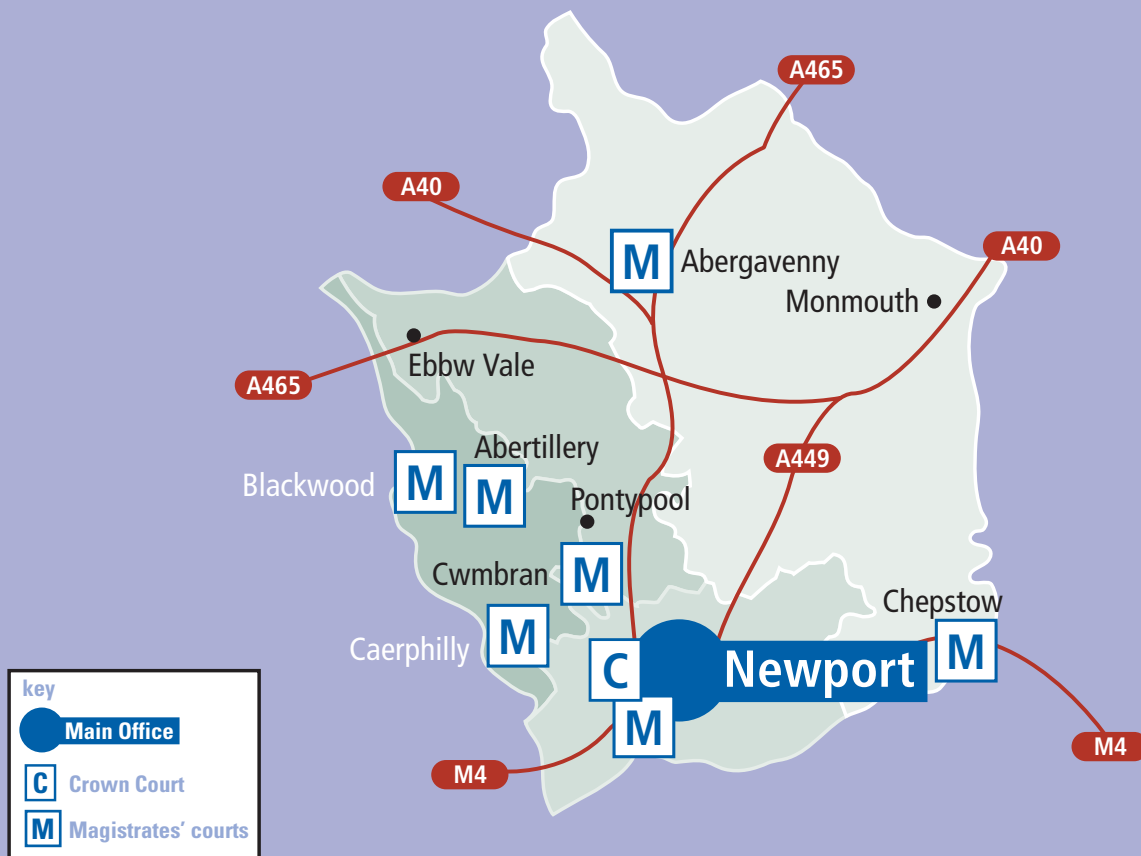 A465
A40
A40
M
Abergavenny
Monmouth
Ebbw Vale
A465
Abertillery
A449
Blackwood
M
M
Pontypool
Cwmbran
M
Chepstow
Caerphilly
M
C
Newport
M
M
M4
M4
key
Main Office
C Crown Court
M Magistrates' courts